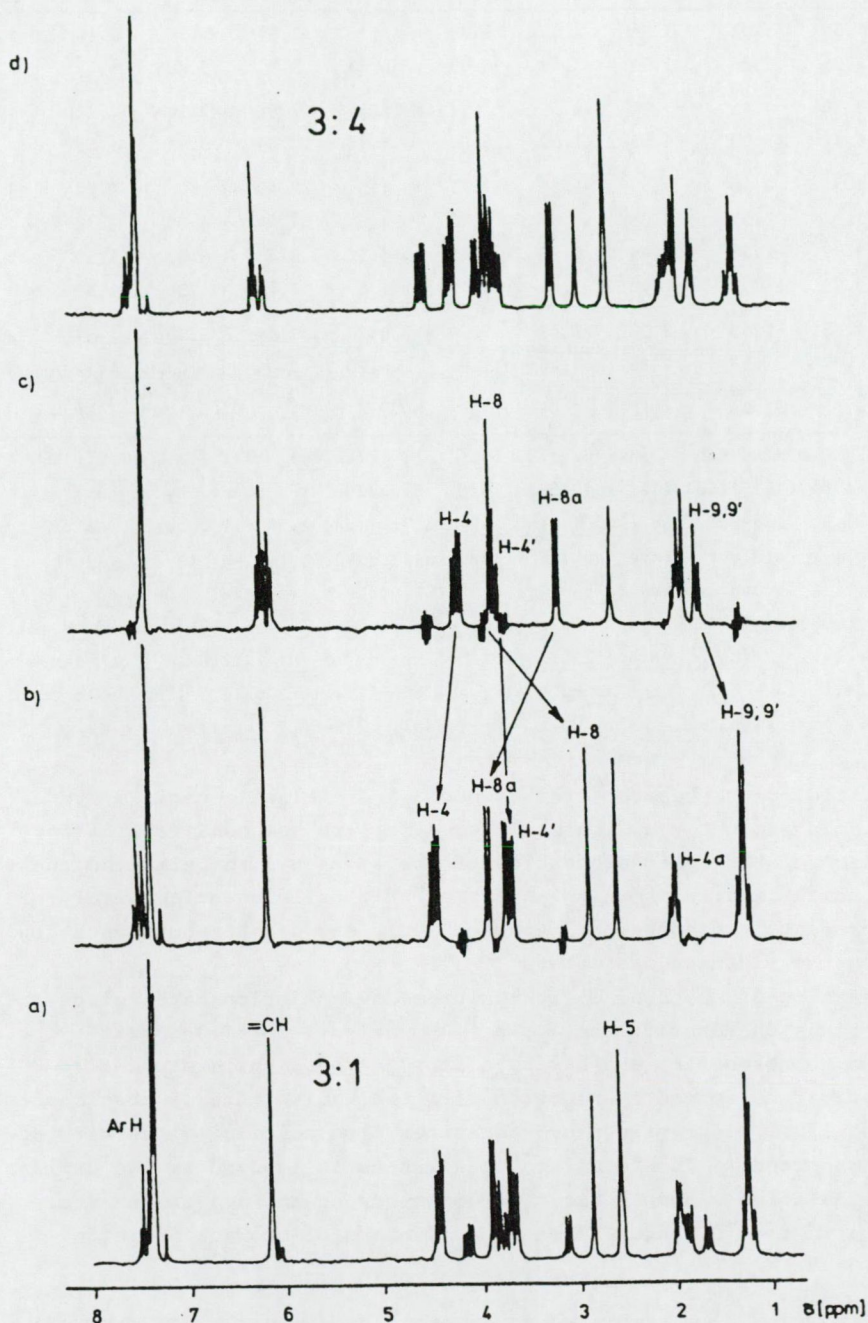 d)
3:4
c)
H-8
H-8a
H-4
H-4'
H-9,9'
b)
H-9,9'
H-8
H-8a
H-4
H-4'
H-4a
a)
=CH
H-5
3:1
ArH
8 7 6 5 4 3 2 1 δ[ppm]